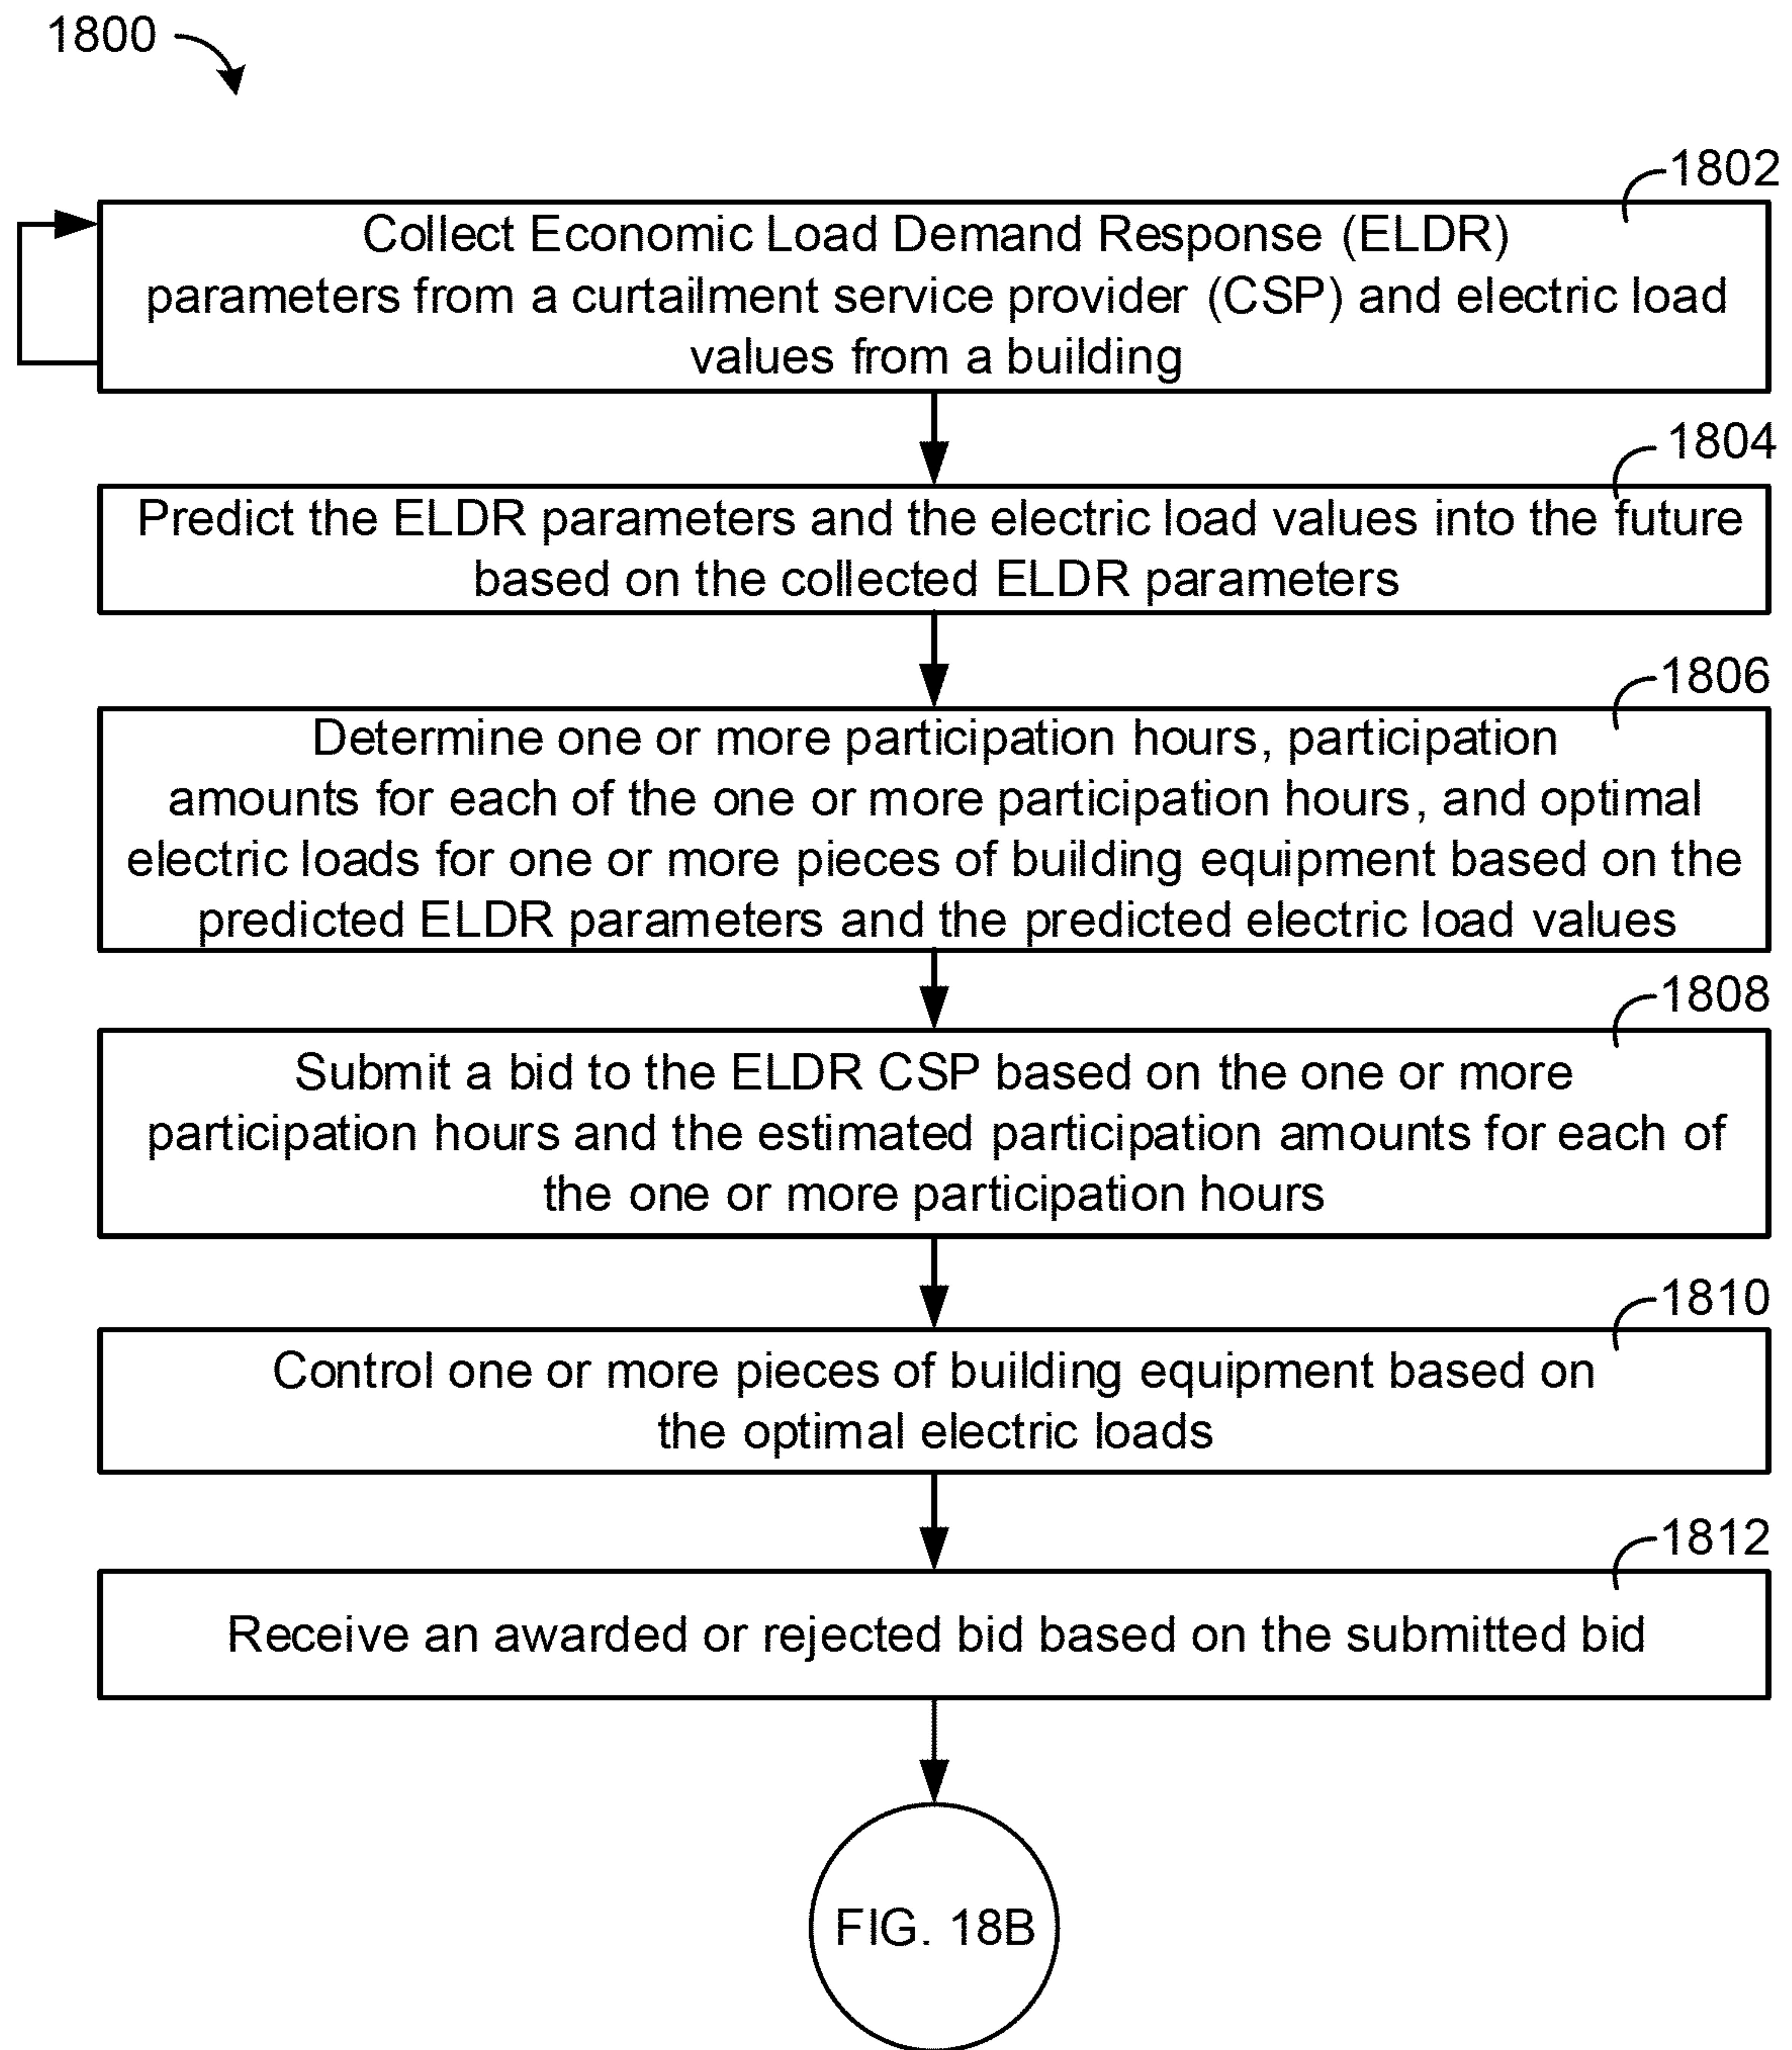 1800
1802
Collect Economic Load Demand Response (ELDR)
parameters from a curtailment service provider (CSP) and electric load
values from a building
1804
Predict the ELDR parameters and the electric load values into the future
based on the collected ELDR parameters
1806
Determine one or more participation hours, participation
amounts for each of the one or more participation hours, and optimal
electric loads for one or more pieces of building equipment based on the
predicted ELDR parameters and the predicted electric load values
1808
Submit a bid to the ELDR CSP based on the one or more
participation hours and the estimated participation amounts for each of
the one or more participation hours
1810
Control one or more pieces of building equipment based on
the optimal electric loads
1812
Receive an awarded or rejected bid based on the submitted bid
FIG. 18B